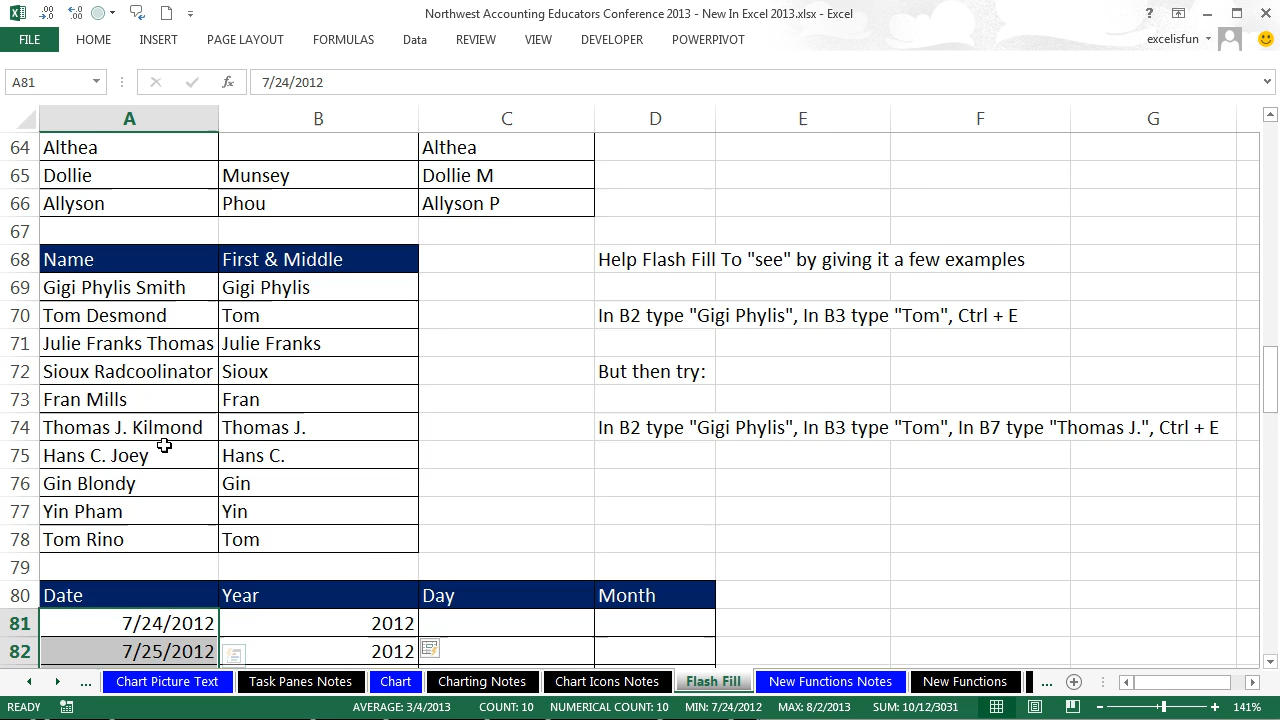 Northwest Accounting Educators Conference 2013 - New In Excel 2013.xlsx - Excel
FILE HOME INSERT PAGE LAYOUT FORMULAS Data REVIEW VIEW DEVELOPER POWERPIVOT excelisfun
A81 fx 7/24/2012
A B C D E F G
64 Althea Althea
65 Dollie Munsey Dollie M
66 Allyson Phou Allyson P
67
68 Name First & Middle Help Flash Fill To "see" by giving it a few examples
69 Gigi Phylis Smith Gigi Phylis
70 Tom Desmond Tom In B2 type "Gigi Phylis", In B3 type "Tom", Ctrl + E
71 Julie Franks Thomas Julie Franks
72 Sioux Radcoolinator Sioux But then try:
73 Fran Mills Fran
74 Thomas J. Kilmond Thomas J. In B2 type "Gigi Phylis", In B3 type "Tom", In B7 type "Thomas J.", Ctrl + E
75 Hans C. Joey Hans C.
76 Gin Blondy Gin
77 Yin Pham Yin
78 Tom Rino Tom
79
80 Date Year Day Month
81 7/24/2012 2012
82 7/25/2012 2012
... Chart Picture Text Task Panes Notes Chart Charting Notes Chart Icons Notes Flash Fill New Functions Notes New Functions ...
READY AVERAGE: 3/4/2013 COUNT: 10 NUMERICAL COUNT: 10 MIN: 7/24/2012 MAX: 8/2/2013 SUM: 10/12/3031 141%